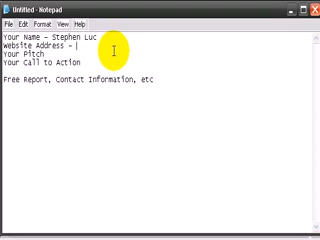 Untitled - Notepad
File Edit Format View Help
Your Name - Stephen Luc
Website Address - 
Your Pitch
Your Call to Action
Free Report, Contact Information, etc